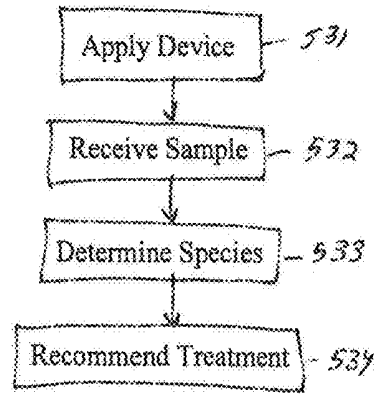 Apply Device 531
Receive Sample 532
Determine Species 533
Recommend Treatment 534